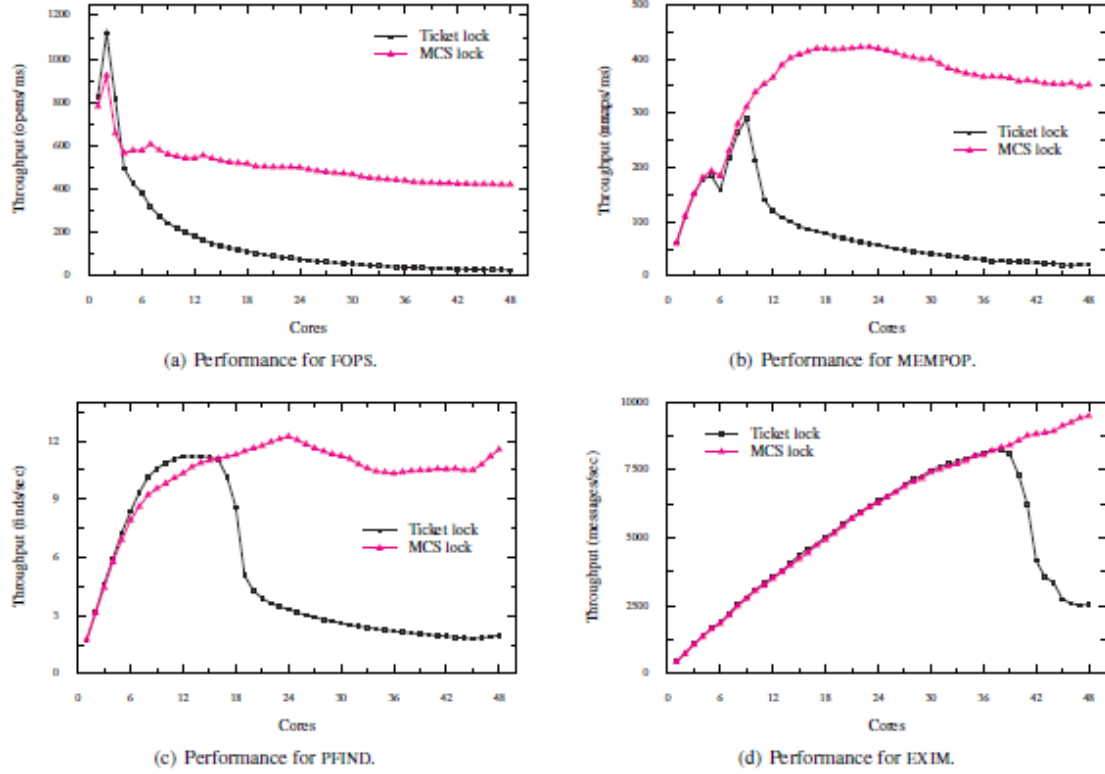 1200
1000
800
600
400
200
0
Throughput (opens/ms)
Ticket lock
MCS lock
0 6 12 18 24 30 36 42 48
Cores
(a) Performance for FOPS.
500
400
300
200
100
0
Throughput (mmaps/ms)
Ticket lock
MCS lock
0 6 12 18 24 30 36 42 48
Cores
(b) Performance for MEMPOP.
12
9
6
3
0
Throughput (finds/sec)
Ticket lock
MCS lock
0 6 12 18 24 30 36 42 48
Cores
(c) Performance for PFIND.
10000
7500
5000
2500
0
Throughput (messages/sec)
Ticket lock
MCS lock
0 6 12 18 24 30 36 42 48
Cores
(d) Performance for EXIM.